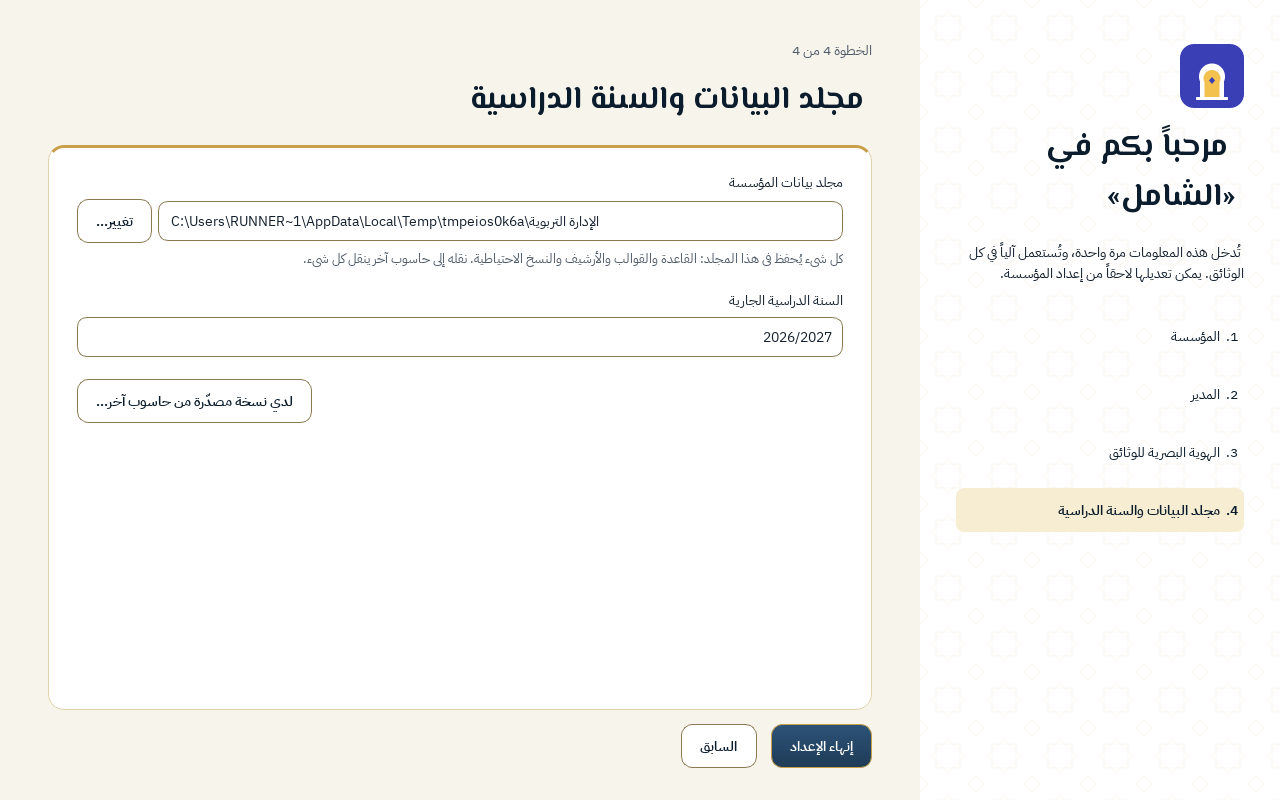 مرحباً بكم في
«الشامل»
تُدخل هذه المعلومات مرة واحدة، وتُستعمل آلياً في كل
الوثائق. يمكن تعديلها لاحقاً من إعداد المؤسسة.
1. المؤسسة
2. المدير
3. الهوية البصرية للوثائق
4. مجلد البيانات والسنة الدراسية
الخطوة 4 من 4
مجلد البيانات والسنة الدراسية
مجلد بيانات المؤسسة
C:\Users\RUNNER~1\AppData\Local\Temp\tmpeios0k6a\الإدارة التربوية
تغيير...
كل شيء يُحفظ في هذا المجلد: القاعدة والقوالب والأرشيف والنسخ الاحتياطية. نقله إلى حاسوب آخر ينقل كل شيء.
السنة الدراسية الجارية
2026/2027
لدي نسخة مصدّرة من حاسوب آخر...
إنهاء الإعداد
السابق